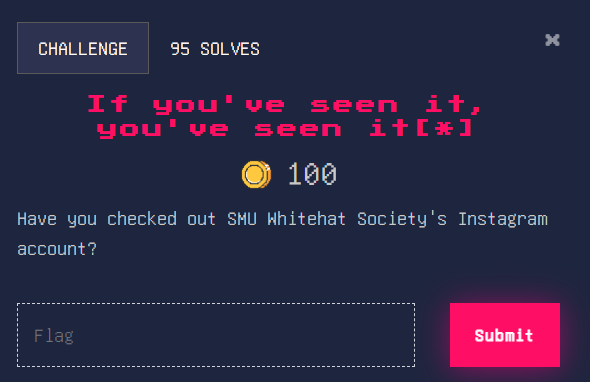 CHALLENGE 95 SOLVES ×
If you've seen it,
you've seen it[*]
100
Have you checked out SMU Whitehat Society's Instagram
account?
Flag Submit